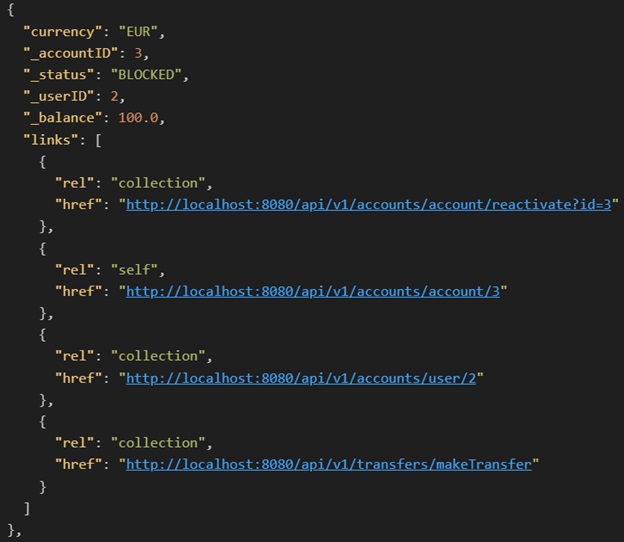 {
"currency": "EUR",
"_accountID": 3,
"_status": "BLOCKED",
"_userID": 2,
"_balance": 100.0,
"links": [
{
"rel": "collection",
"href": "http://localhost:8080/api/v1/accounts/account/reactivate?id=3"
},
{
"rel": "self",
"href": "http://localhost:8080/api/v1/accounts/account/3"
},
{
"rel": "collection",
"href": "http://localhost:8080/api/v1/accounts/user/2"
},
{
"rel": "collection",
"href": "http://localhost:8080/api/v1/transfers/makeTransfer"
}
]
},